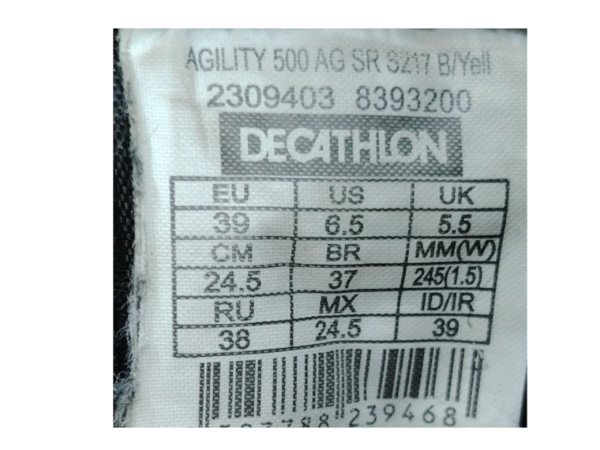 AGILITY 500 AG SR S217 B/Yell
2309403 8393200
DECATHLON
EU US UK
39 6.5 5.5
CM BR MM(W)
24.5 37 245(1.5)
RU MX ID/IR
38 24.5 39
239468